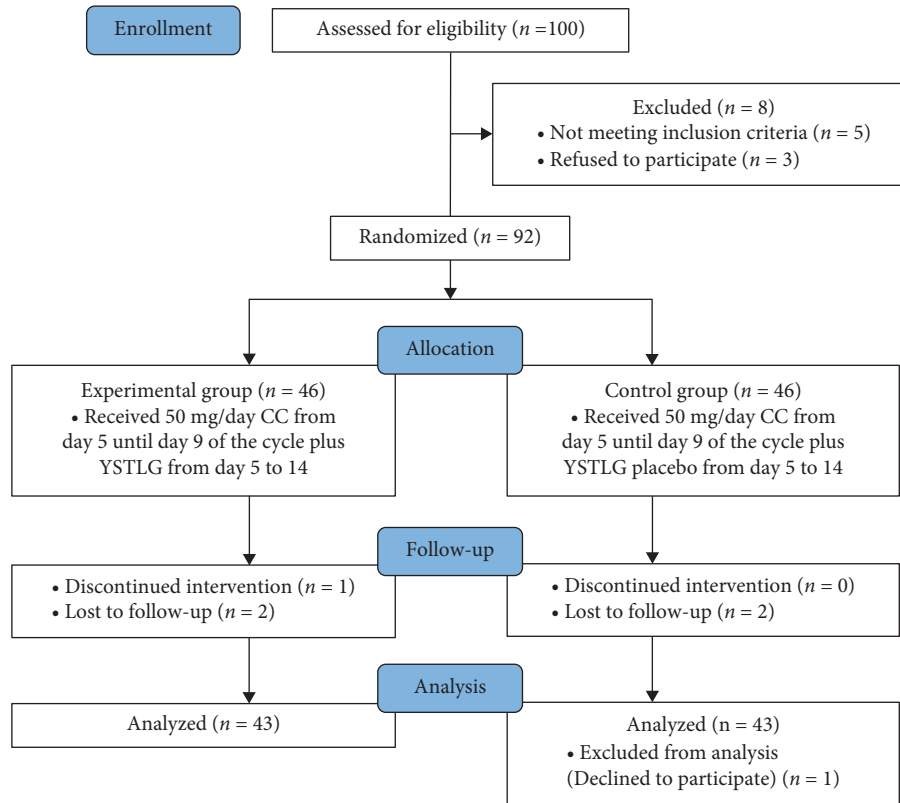 Enrollment
Assessed for eligibility (n =100)
Excluded (n = 8)
• Not meeting inclusion criteria (n = 5)
• Refused to participate (n = 3)
Randomized (n = 92)
Allocation
Experimental group (n = 46)
• Received 50 mg/day CC from
day 5 until day 9 of the cycle plus
YSTLG from day 5 to 14
Control group (n = 46)
• Received 50 mg/day CC from
day 5 until day 9 of the cycle plus
YSTLG placebo from day 5 to 14
Follow-up
• Discontinued intervention (n = 1)
• Lost to follow-up (n = 2)
• Discontinued intervention (n = 0)
• Lost to follow-up (n = 2)
Analysis
Analyzed (n = 43)
Analyzed (n = 43)
• Excluded from analysis
(Declined to participate) (n = 1)